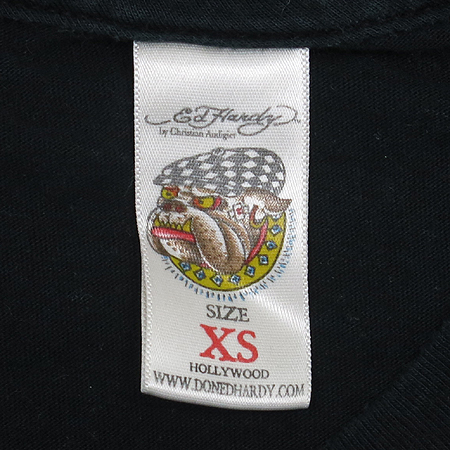 Ed Hardy
by Christian Audigier
SIZE
XS
HOLLYWOOD
WWW.DONEDHARDY.COM